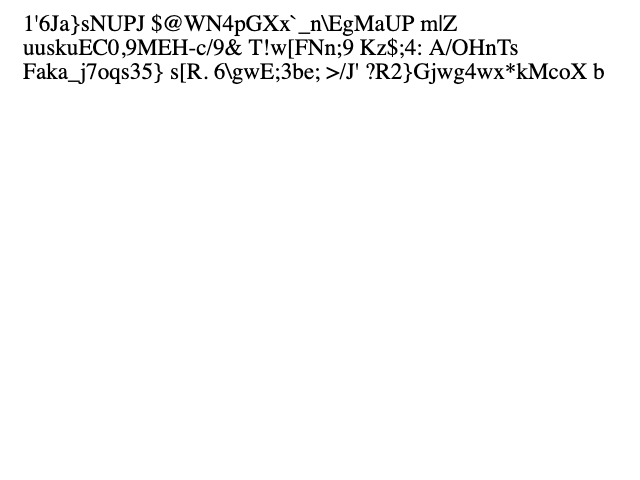 1'6Ja}sNUPJ $@WN4pGXx`_n\EgMaUP mlZ
uuskuEC0,9MEH-c/9& T!w[FNn;9 Kz$;4: A/OHnTs
Faka_j7oqs35} s[R. 6\gwE;3be; >/J' ?R2}Gjwg4wx*kMcoX b